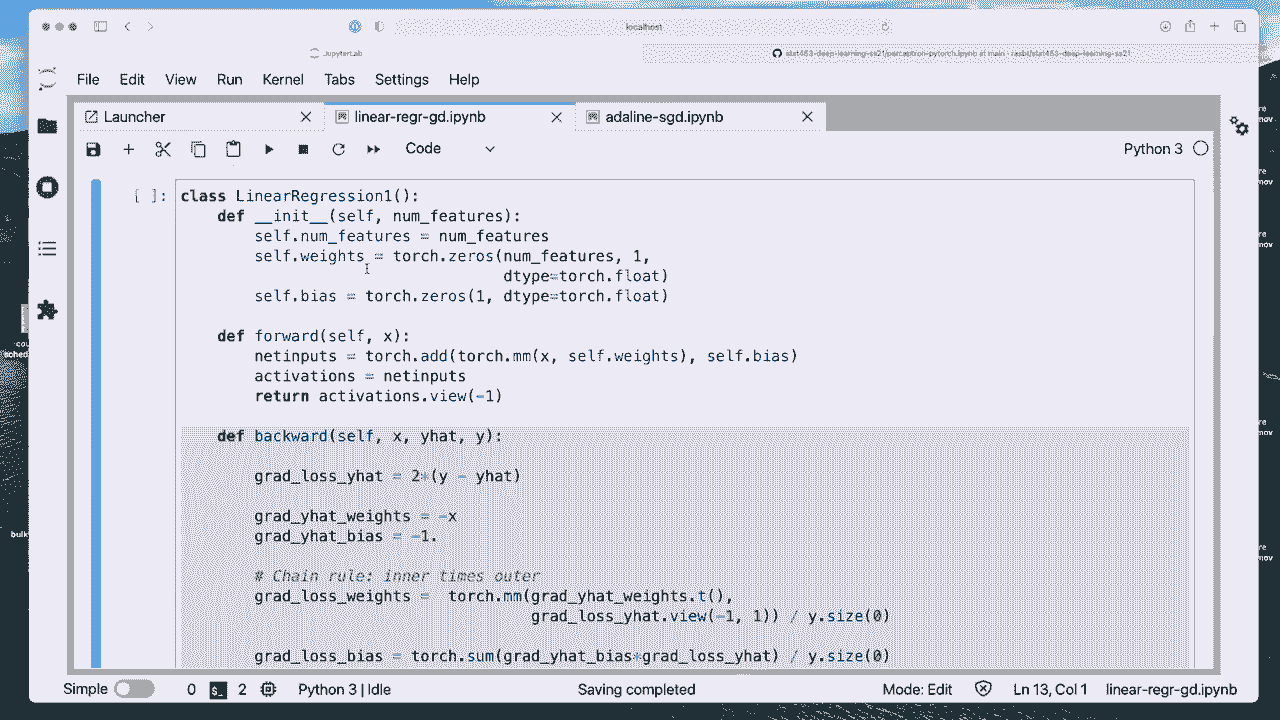 localhost
JupyterLab
stat453-deep-learning-ss21/perceptron-pytorch.ipynb at main · rasbt/stat453-deep-learning-ss21
File Edit View Run Kernel Tabs Settings Help
Launcher linear-regr-gd.ipynb adaline-sgd.ipynb
Code Python 3
[ ]: class LinearRegression1():
def __init__(self, num_features):
self.num_features = num_features
self.weights = torch.zeros(num_features, 1,
dtype=torch.float)
self.bias = torch.zeros(1, dtype=torch.float)
def forward(self, x):
netinputs = torch.add(torch.mm(x, self.weights), self.bias)
activations = netinputs
return activations.view(-1)
def backward(self, x, yhat, y):
grad_loss_yhat = 2*(y - yhat)
grad_yhat_weights = -x
grad_yhat_bias = -1.
# Chain rule: inner times outer
grad_loss_weights =  torch.mm(grad_yhat_weights.t(),
grad_loss_yhat.view(-1, 1)) / y.size(0)
grad_loss_bias = torch.sum(grad_yhat_bias*grad_loss_yhat) / y.size(0)
Simple 0 $_ 2 Python 3 | Idle Saving completed Mode: Edit Ln 13, Col 1 linear-regr-gd.ipynb